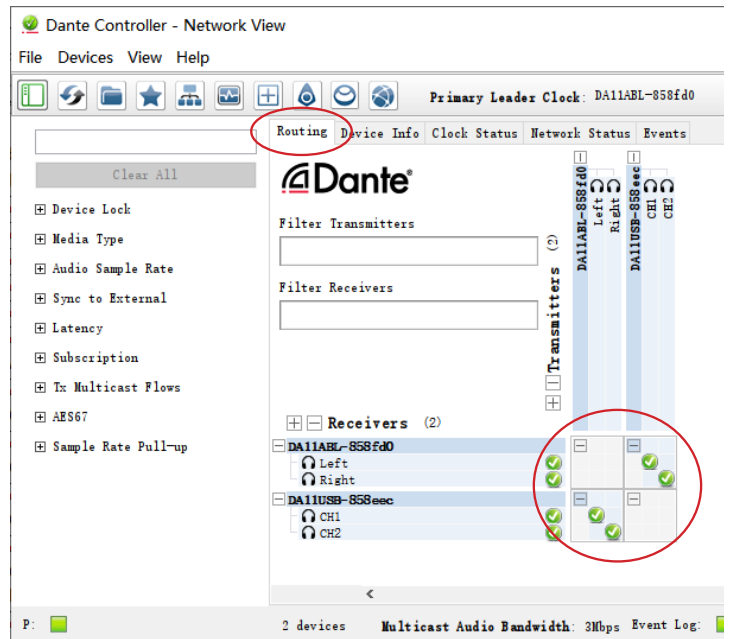 Dante Controller - Network View
File Devices View Help
Primary Leader Clock: DA11ABL-858fd0
Routing Device Info Clock Status Network Status Events
Clear All
Device Lock
Media Type
Audio Sample Rate
Sync to External
Latency
Subscription
Tx Multicast Flows
AES67
Sample Rate Pull-up
Dante®
Filter Transmitters
Filter Receivers
Transmitters (2)
DA11ABL-858fd0
Left
Right
DA11USB-858eec
CH1
CH2
Receivers (2)
DA11ABL-858fd0
Left
Right
DA11USB-858eec
CH1
CH2
P:
2 devices Multicast Audio Bandwidth: 3Mbps Event Log: